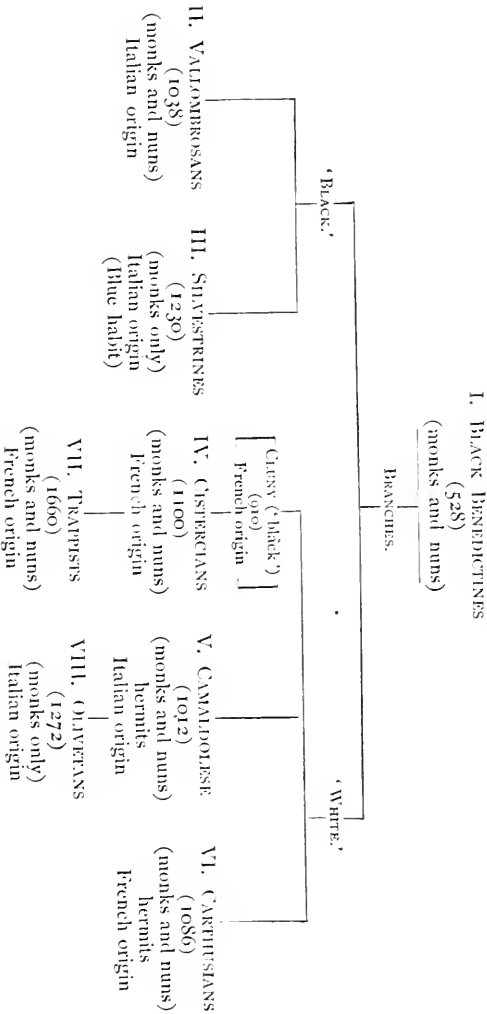 I. BLACK BENEDICTINES
(528)
(monks and nuns)
BRANCHES.
‘BLACK.’
‘WHITE.’
II. VALLOMBROSANS
(1038)
(monks and nuns)
Italian origin
III. SILVESTRINES
(1230)
(monks only)
Italian origin
(Blue habit)
[CLUNY (‘black’)
(910)
French origin]
IV. CISTERCIANS
(1100)
(monks and nuns)
French origin
V. CAMALDOLESE
(1012)
(monks and nuns)
hermits
Italian origin
VI. CARTHUSIANS
(1086)
(monks and nuns)
hermits
French origin
VII. TRAPPISTS
(1660)
(monks and nuns)
French origin
VIII. OLIVETANS
(1272)
(monks only)
Italian origin